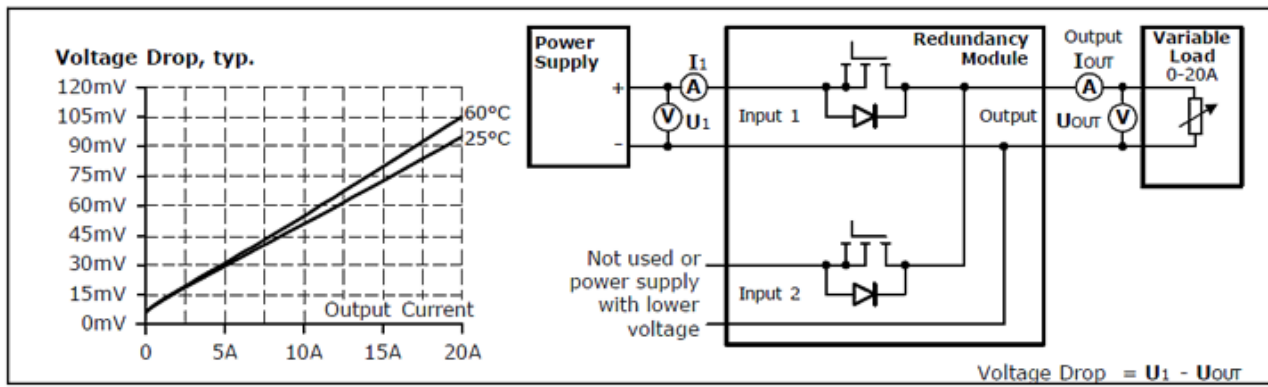 Voltage Drop, typ.
120mV
105mV
90mV
75mV
60mV
45mV
30mV
15mV
0mV
60°C
25°C
Output Current
0
5A
10A
15A
20A
Power
Supply
+
-
I1
A
V
U1
Redundancy
Module
Input 1
Output
Input 2
Not used or
power supply
with lower
voltage
Output
IOUT
A
UOUT
V
Variable
Load
0-20A
Voltage Drop = U1 - UOUT